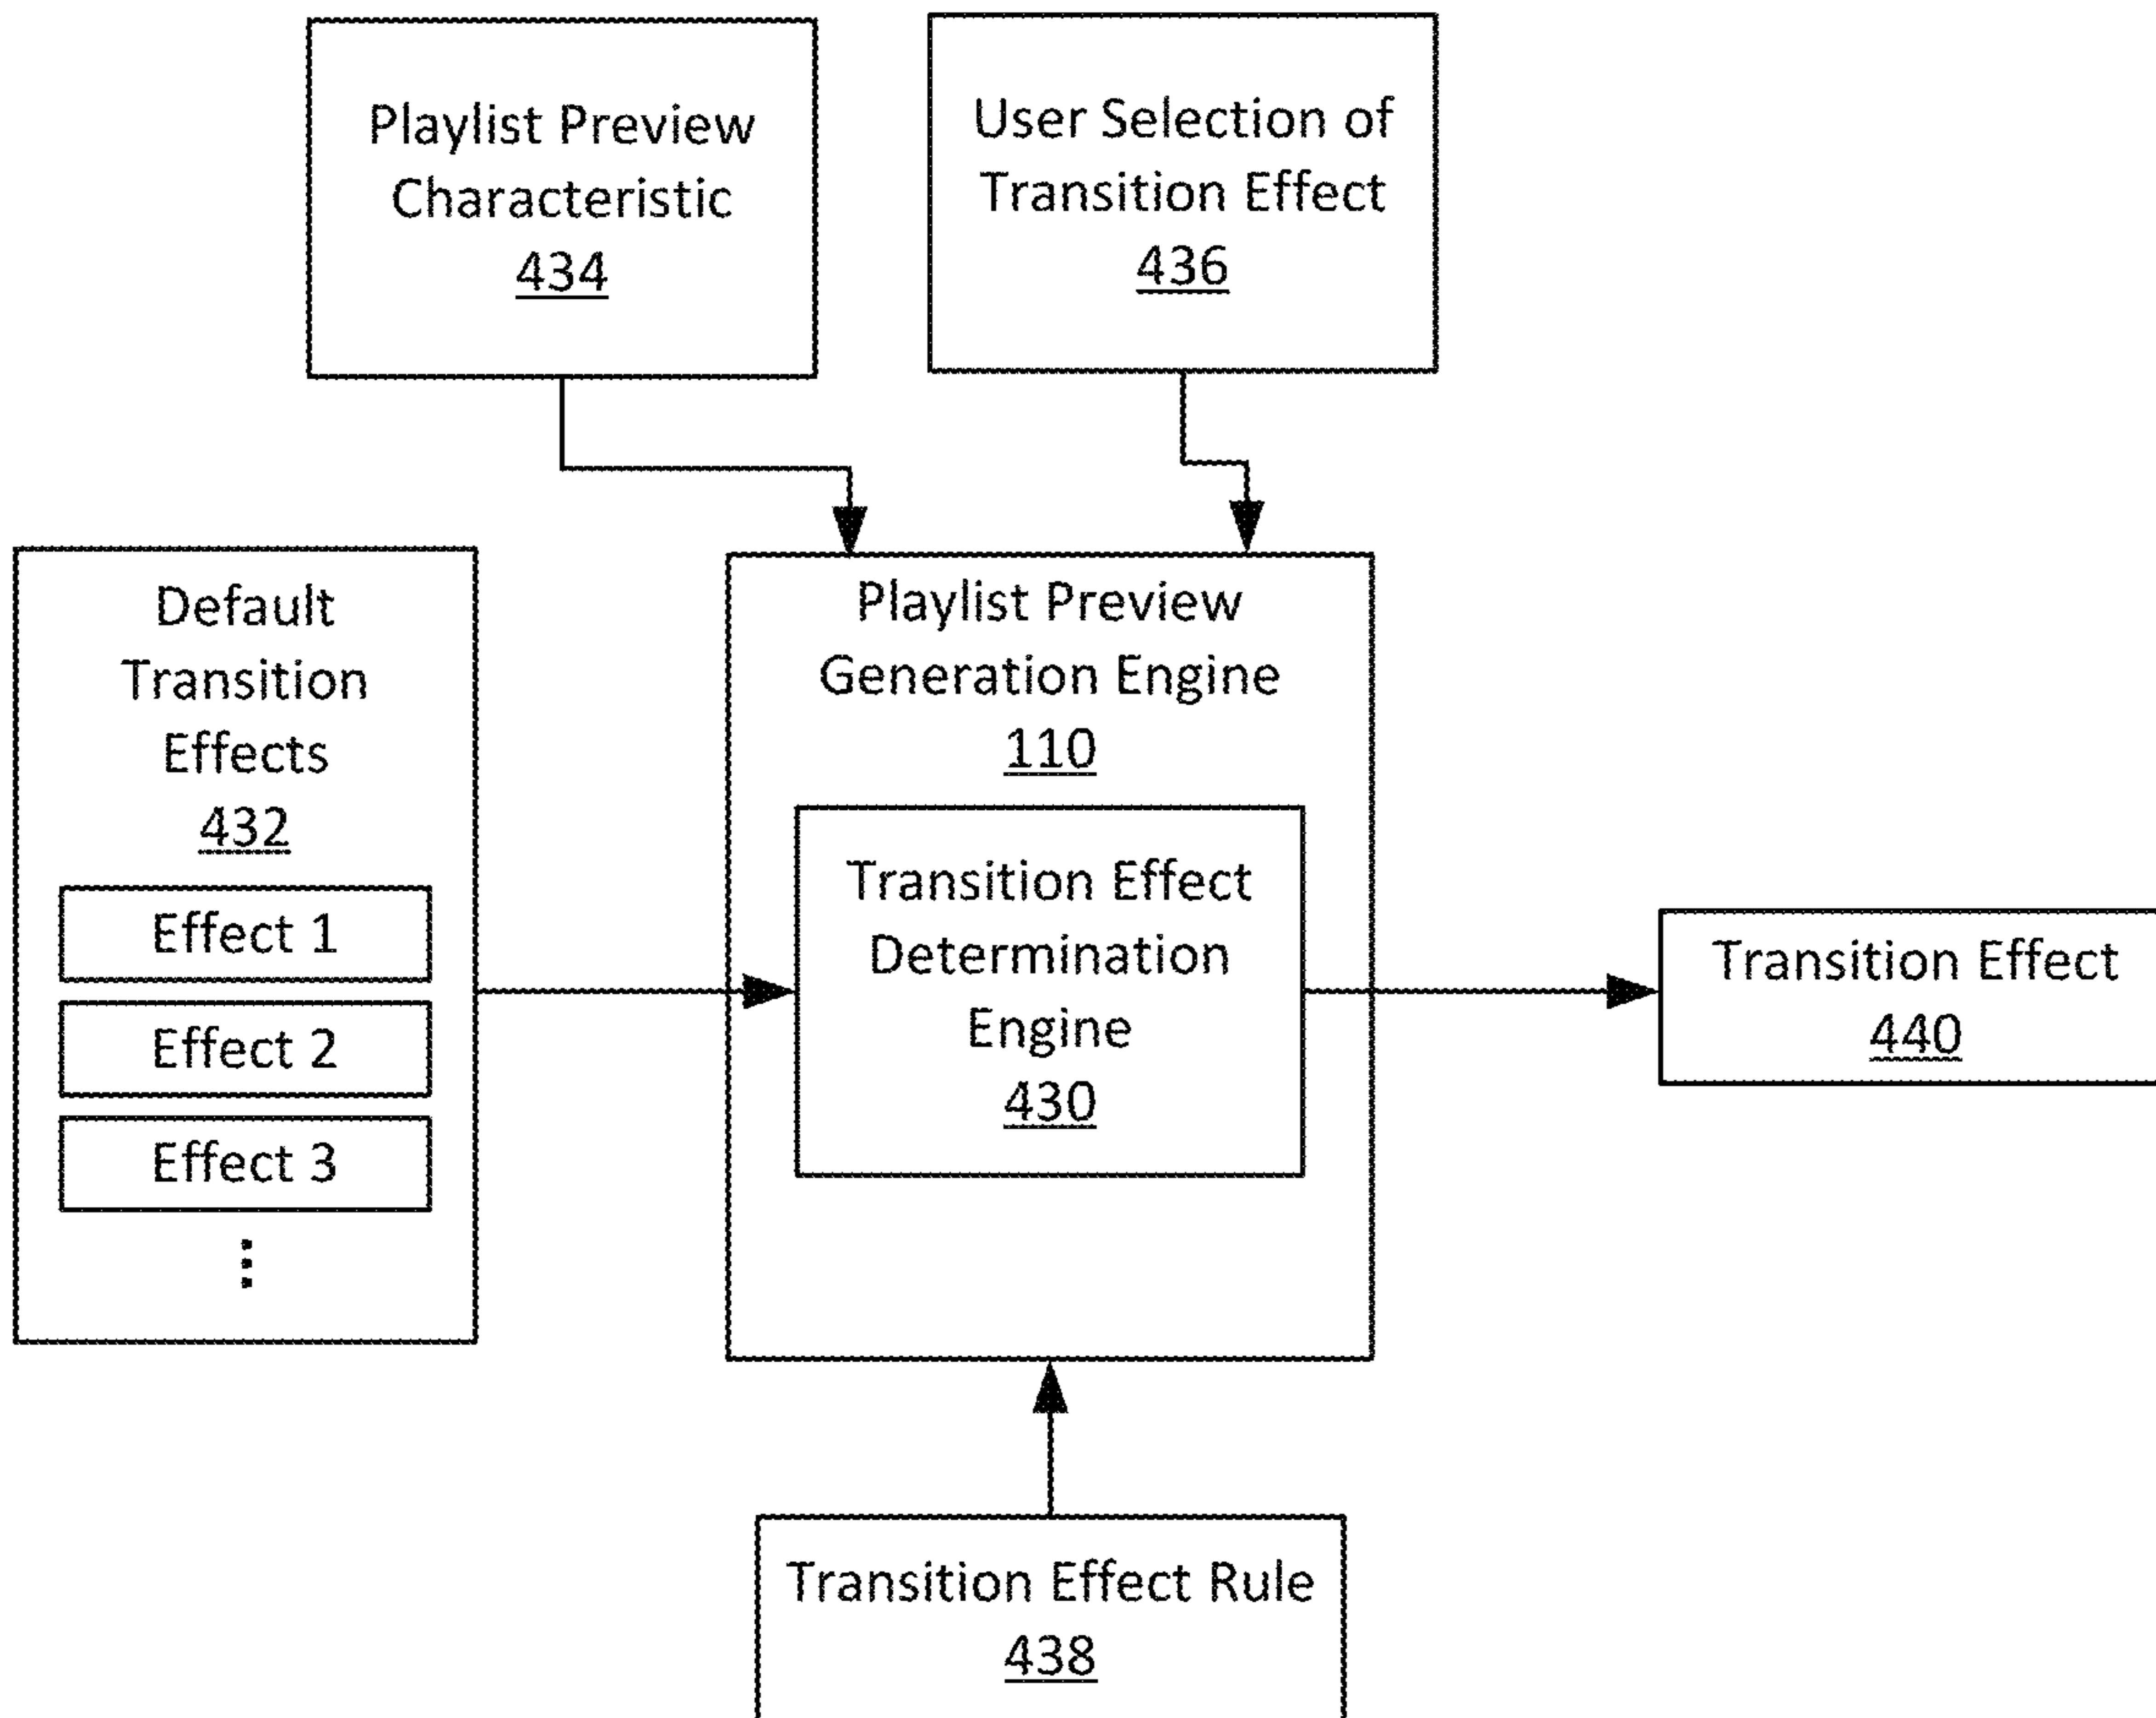 Playlist Preview
Characteristic
434
User Selection of
Transition Effect
436
Default
Transition
Effects
432
Effect 1
Effect 2
Effect 3
Playlist Preview
Generation Engine
110
Transition Effect
Determination
Engine
430
Transition Effect
440
Transition Effect Rule
438